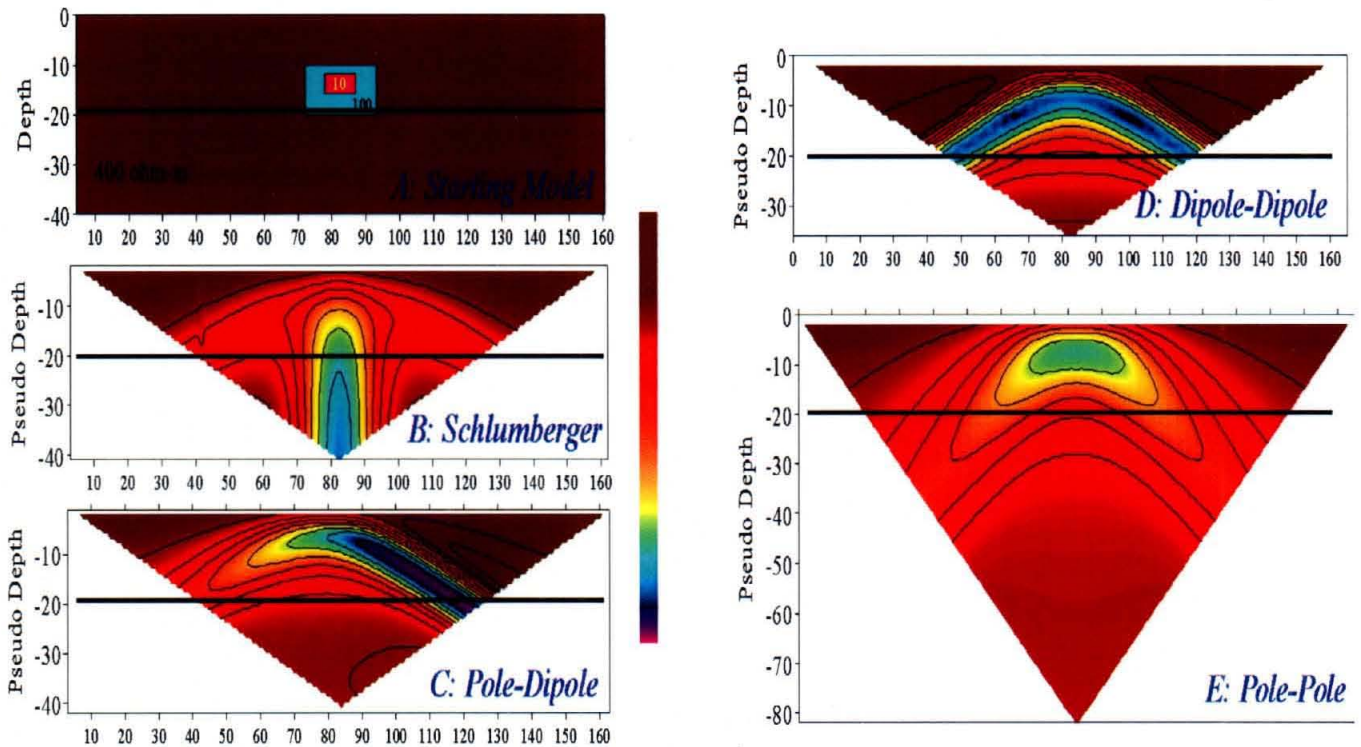 0
-10
-20
-30
-40
Depth
10
100
400 ohm-m
A: Starting Model
10 20 30 40 50 60 70 80 90 100 110 120 130 140 150 160
-10
-20
-30
-40
Pseudo Depth
B: Schlumberger
10 20 30 40 50 60 70 80 90 100 110 120 130 140 150 160
-10
-20
-30
-40
Pseudo Depth
C: Pole-Dipole
10 20 30 40 50 60 70 80 90 100 110 120 130 140 150 160
0
-10
-20
-30
Pseudo Depth
D: Dipole-Dipole
0 10 20 30 40 50 60 70 80 90 100 110 120 130 140 150 160
0
-10
-20
-30
-40
-50
-60
-70
-80
Pseudo Depth
E: Pole-Pole